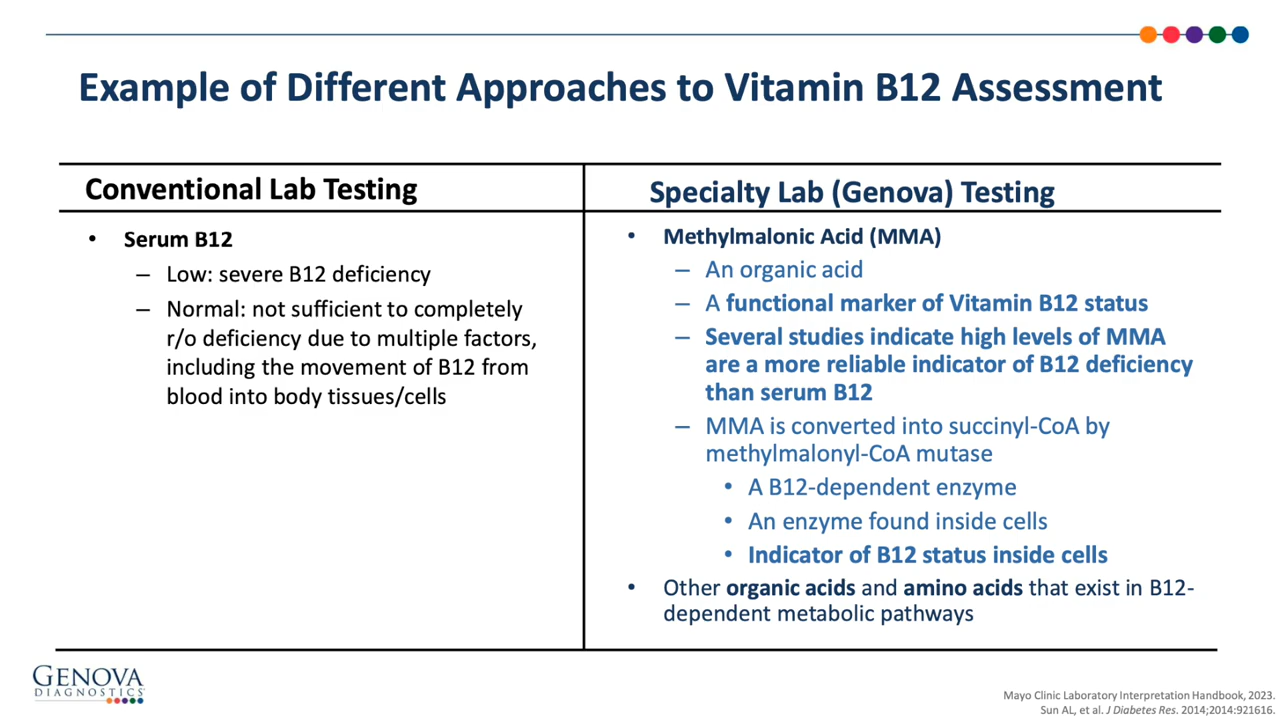 Example of Different Approaches to Vitamin B12 Assessment
Conventional Lab Testing
• Serum B12
– Low: severe B12 deficiency
– Normal: not sufficient to completely
r/o deficiency due to multiple factors,
including the movement of B12 from
blood into body tissues/cells
Specialty Lab (Genova) Testing
• Methylmalonic Acid (MMA)
– An organic acid
– A functional marker of Vitamin B12 status
– Several studies indicate high levels of MMA
are a more reliable indicator of B12 deficiency
than serum B12
– MMA is converted into succinyl-CoA by
methylmalonyl-CoA mutase
• A B12-dependent enzyme
• An enzyme found inside cells
• Indicator of B12 status inside cells
• Other organic acids and amino acids that exist in B12-
dependent metabolic pathways
GENOVA
DIAGNOSTICS
Mayo Clinic Laboratory Interpretation Handbook, 2023.
Sun AL, et al. J Diabetes Res. 2014;2014:921616.